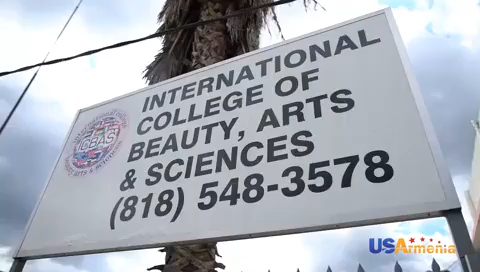 INTERNATIONAL
COLLEGE OF
BEAUTY, ARTS
& SCIENCES
(818) 548-3578
ICBAS
USArmenia